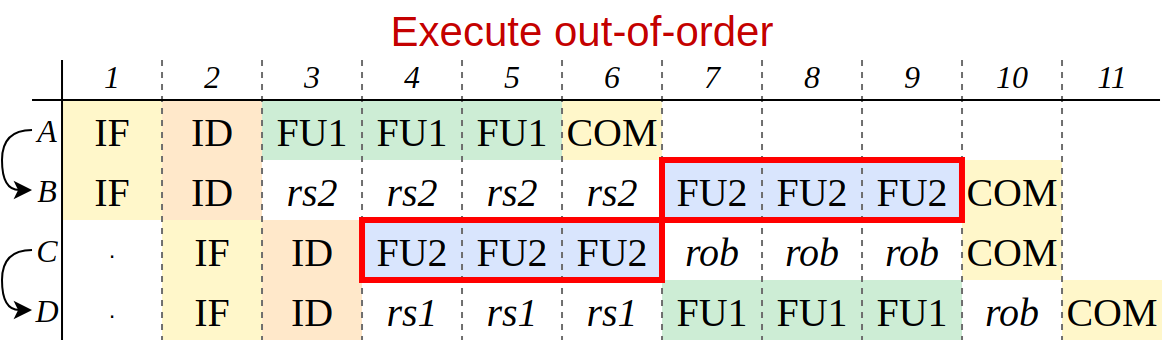 Execute out-of-order
1 2 3 4 5 6 7 8 9 10 11
A IF ID FU1 FU1 FU1 COM
B IF ID rs2 rs2 rs2 rs2 FU2 FU2 FU2 COM
C . IF ID FU2 FU2 FU2 rob rob rob COM
D . IF ID rs1 rs1 rs1 FU1 FU1 FU1 rob COM